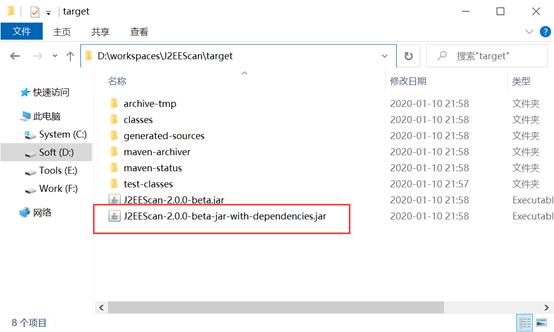 target
文件 主页 共享 查看
D:\workspaces\J2EEScan\target 搜索"target"
名称 修改日期 类型
快速访问
此电脑
System (C:)
Soft (D:)
Tools (E:)
Work (F:)
网络
archive-tmp 2020-01-10 21:58 文件夹
classes 2020-01-10 21:58 文件夹
generated-sources 2020-01-10 21:58 文件夹
maven-archiver 2020-01-10 21:58 文件夹
maven-status 2020-01-10 21:58 文件夹
test-classes 2020-01-10 21:57 文件夹
J2EEScan-2.0.0-beta.jar 2020-01-10 21:58 Executabl
J2EEScan-2.0.0-beta-jar-with-dependencies.jar 2020-01-10 21:58 Executabl
8 个项目